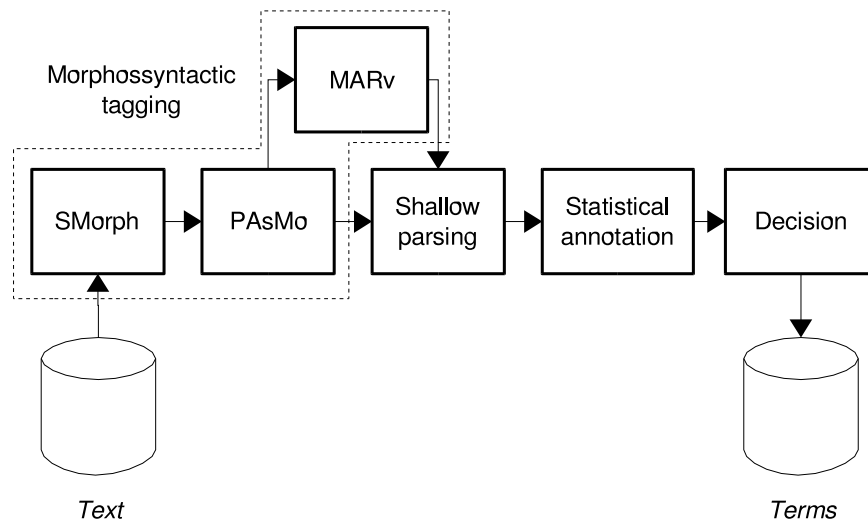 Morphossyntactic
tagging
MARv
SMorph
PAsMo
Shallow
parsing
Statistical
annotation
Decision
Text
Terms